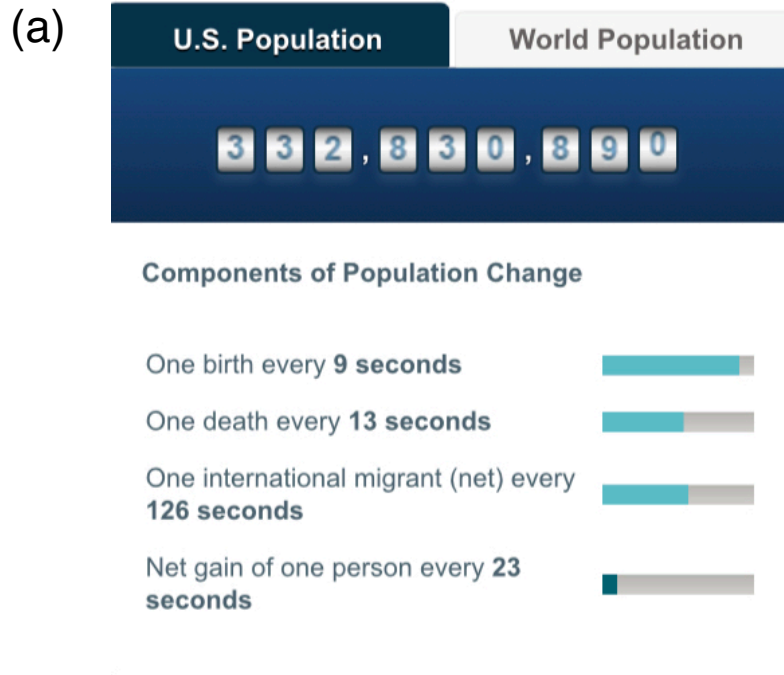 (a)
U.S. Population
World Population
332,830,890
Components of Population Change
One birth every 9 seconds
One death every 13 seconds
One international migrant (net) every
126 seconds
Net gain of one person every 23
seconds